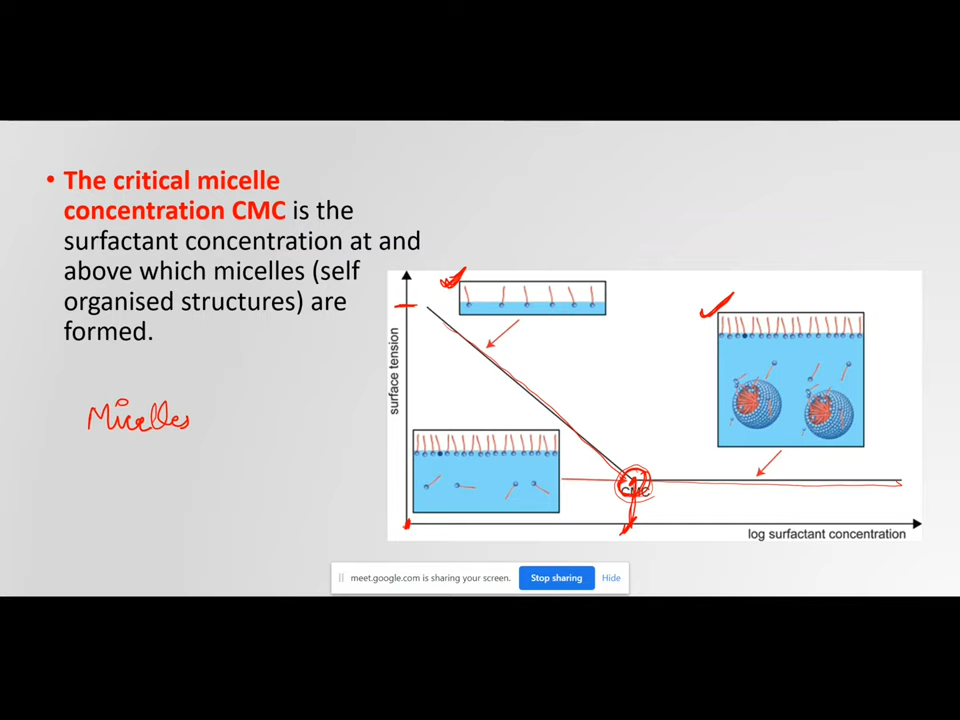 • The critical micelle
concentration CMC is the
surfactant concentration at and
above which micelles (self
organised structures) are
formed.
Micelles
surface tension
CMC
log surfactant concentration
meet.google.com is sharing your screen.
Stop sharing
Hide